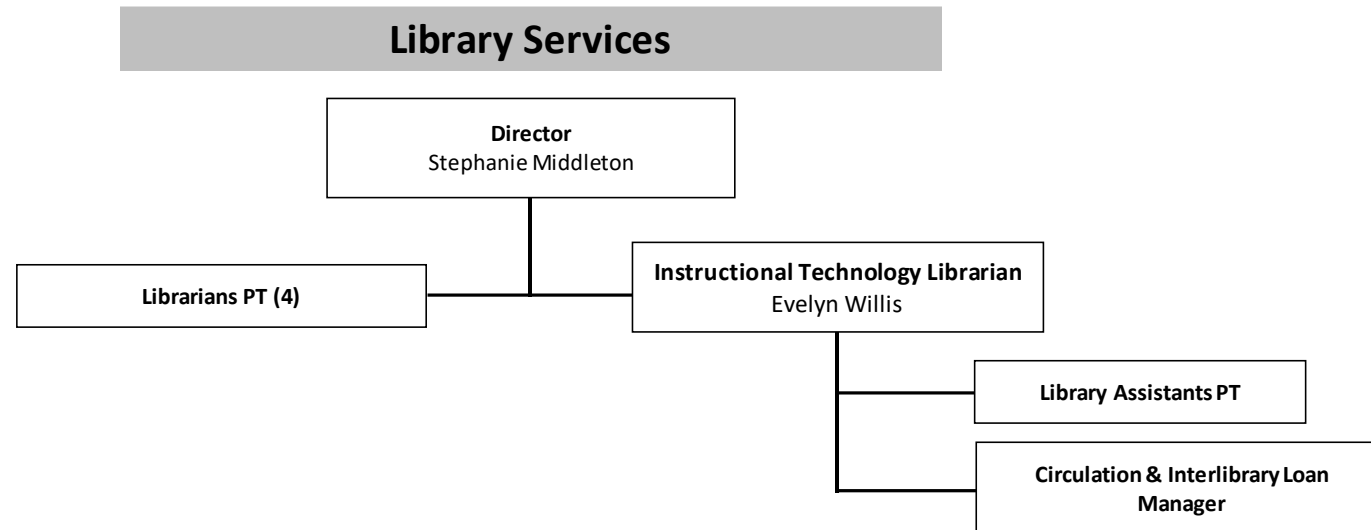 Library Services
Director
Stephanie Middleton
Librarians PT (4)
Instructional Technology Librarian
Evelyn Willis
Library Assistants PT
Circulation & Interlibrary Loan
Manager